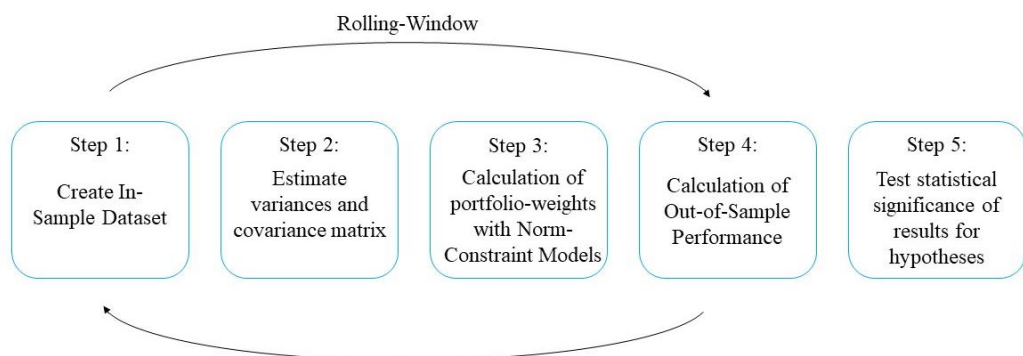 Rolling-Window
Step 1:
Create In-
Sample Dataset
Step 2:
Estimate
variances and
covariance matrix
Step 3:
Calculation of
portfolio-weights
with Norm-
Constraint Models
Step 4:
Calculation of
Out-of-Sample
Performance
Step 5:
Test statistical
significance of
results for
hypotheses